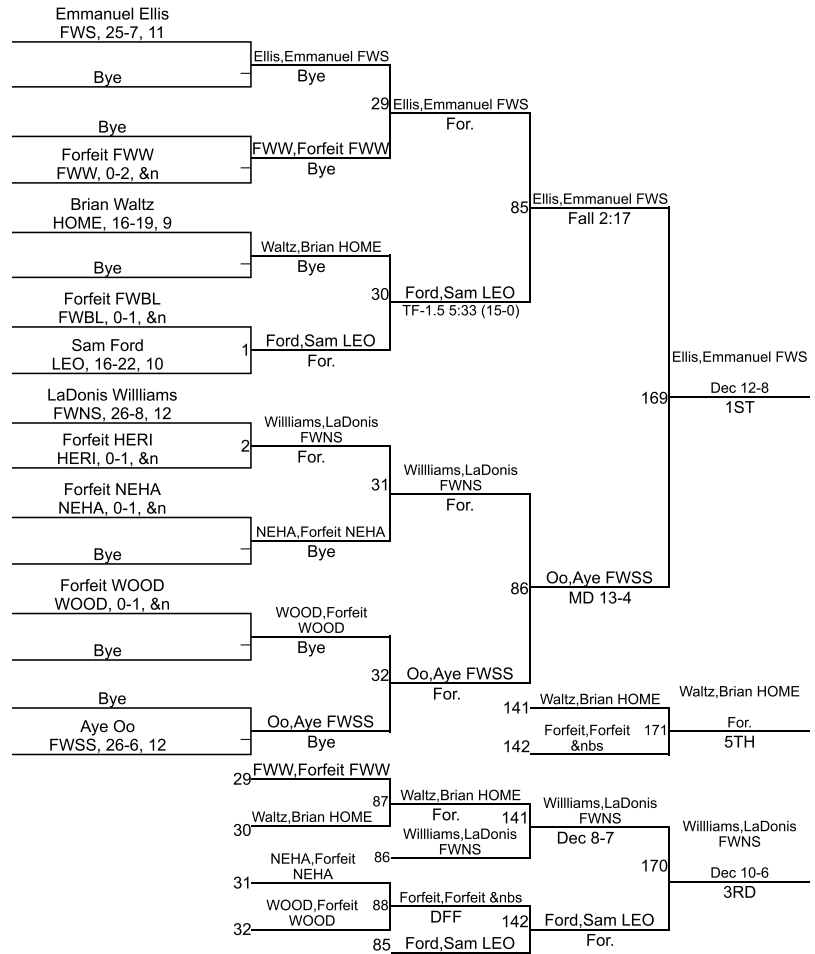 Emmanuel Ellis
FWS, 25-7, 11
Ellis,Emmanuel FWS
Bye
Bye
29
Ellis,Emmanuel FWS
For.
Bye
FWW,Forfeit FWW
Forfeit FWW
FWW, 0-2, &n
Bye
Brian Waltz
HOME, 16-19, 9
85
Ellis,Emmanuel FWS
Fall 2:17
Waltz,Brian HOME
Bye
Bye
30
Ford,Sam LEO
TF-1.5 5:33 (15-0)
Forfeit FWBL
FWBL, 0-1, &n
1
Ford,Sam LEO
For.
Sam Ford
LEO, 16-22, 10
Ellis,Emmanuel FWS
169
Dec 12-8
1ST
LaDonis Willliams
FWNS, 26-8, 12
Willliams,LaDonis
FWNS
2
For.
Forfeit HERI
HERI, 0-1, &n
31
Willliams,LaDonis
FWNS
For.
Forfeit NEHA
NEHA, 0-1, &n
NEHA,Forfeit NEHA
Bye
Bye
86
Oo,Aye FWSS
MD 13-4
Forfeit WOOD
WOOD, 0-1, &n
WOOD,Forfeit
WOOD
Bye
Bye
32
Oo,Aye FWSS
For.
Bye
Oo,Aye FWSS
Bye
Aye Oo
FWSS, 26-6, 12
141
Waltz,Brian HOME
Waltz,Brian HOME
171
For.
5TH
142
Forfeit,Forfeit
&nbs
29
FWW,Forfeit FWW
87
Waltz,Brian HOME
For.
30
Waltz,Brian HOME
141
Willliams,LaDonis
FWNS
Dec 8-7
86
Willliams,LaDonis
FWNS
170
Willliams,LaDonis
FWNS
Dec 10-6
3RD
31
NEHA,Forfeit
NEHA
88
Forfeit,Forfeit &nbs
DFF
32
WOOD,Forfeit
WOOD
142
Ford,Sam LEO
For.
85
Ford,Sam LEO